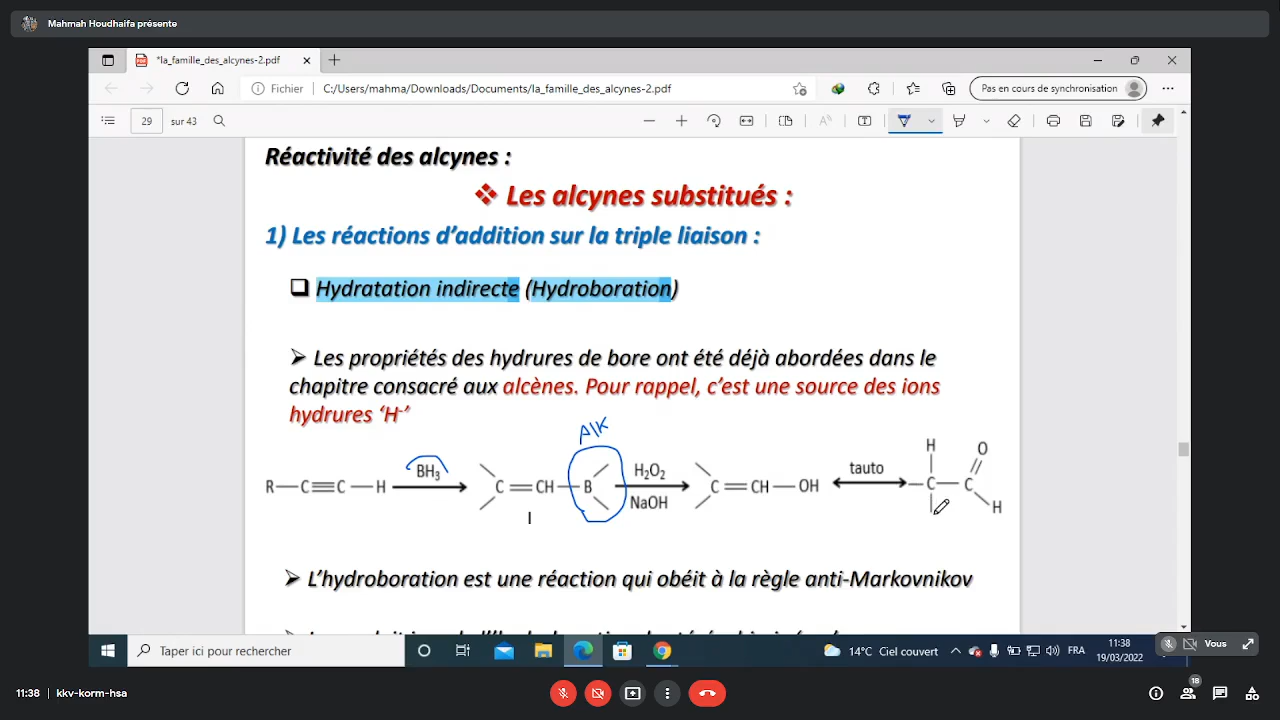 Mahmah Houdhaifa présente
*la_famille_des_alcynes-2.pdf
Fichier C:/Users/mahma/Downloads/Documents/la_famille_des_alcynes-2.pdf Pas en cours de synchronisation
29 sur 43
Réactivité des alcynes :
❖ Les alcynes substitués :
1) Les réactions d’addition sur la triple liaison :
❑ Hydratation indirecte (Hydroboration)
➢ Les propriétés des hydrures de bore ont été déjà abordées dans le
chapitre consacré aux alcènes. Pour rappel, c’est une source des ions
hydrures ‘H-’
Alk
R—C≡C—H BH3 C=CH—B H2O2 NaOH C=CH—OH tauto H —C—C O H
I
➢ L’hydroboration est une réaction qui obéit à la règle anti-Markovnikov
Taper ici pour rechercher
14°C Ciel couvert FRA 11:38 19/03/2022
Vous
11:38 kkv-korm-hsa
18